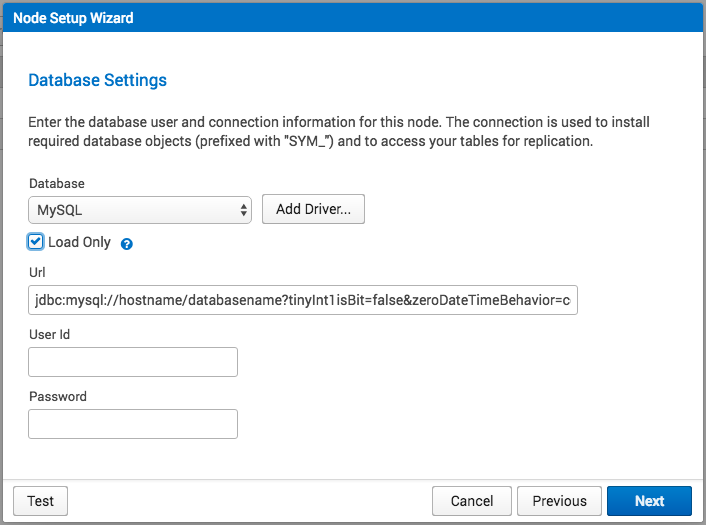 Node Setup Wizard
Database Settings
Enter the database user and connection information for this node. The connection is used to install
required database objects (prefixed with "SYM_") and to access your tables for replication.
Database
MySQL
Add Driver...
Load Only ?
Url
jdbc:mysql://hostname/databasename?tinyInt1isBit=false&zeroDateTimeBehavior=c
User Id
Password
Test
Cancel
Previous
Next